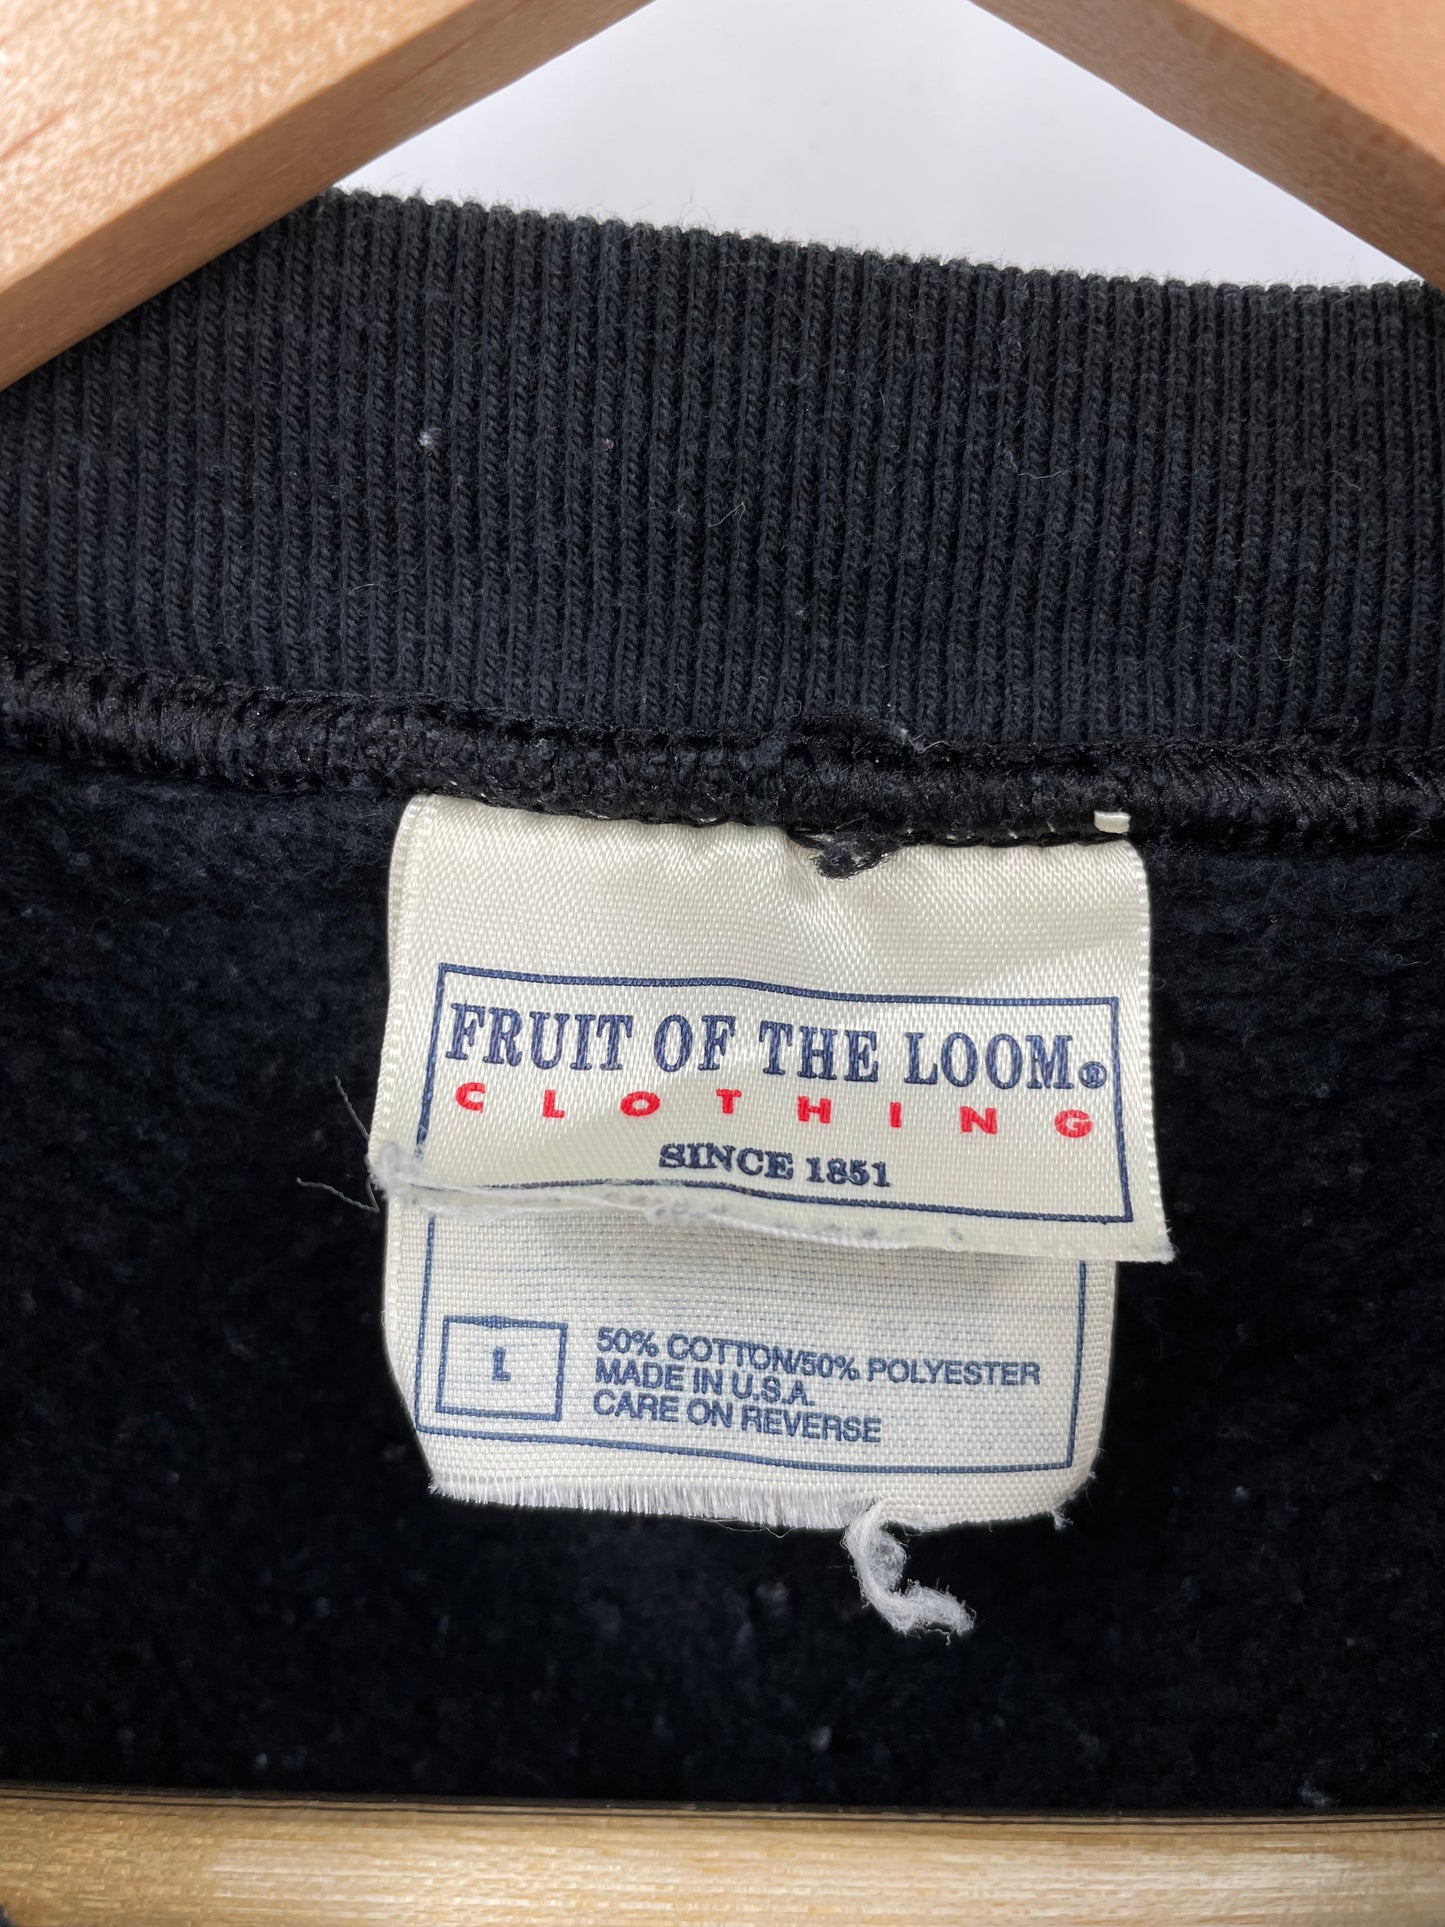 FRUIT OF THE LOOM®
CLOTHING
SINCE 1851
L
50% COTTON/50% POLYESTER
MADE IN U.S.A.
CARE ON REVERSE